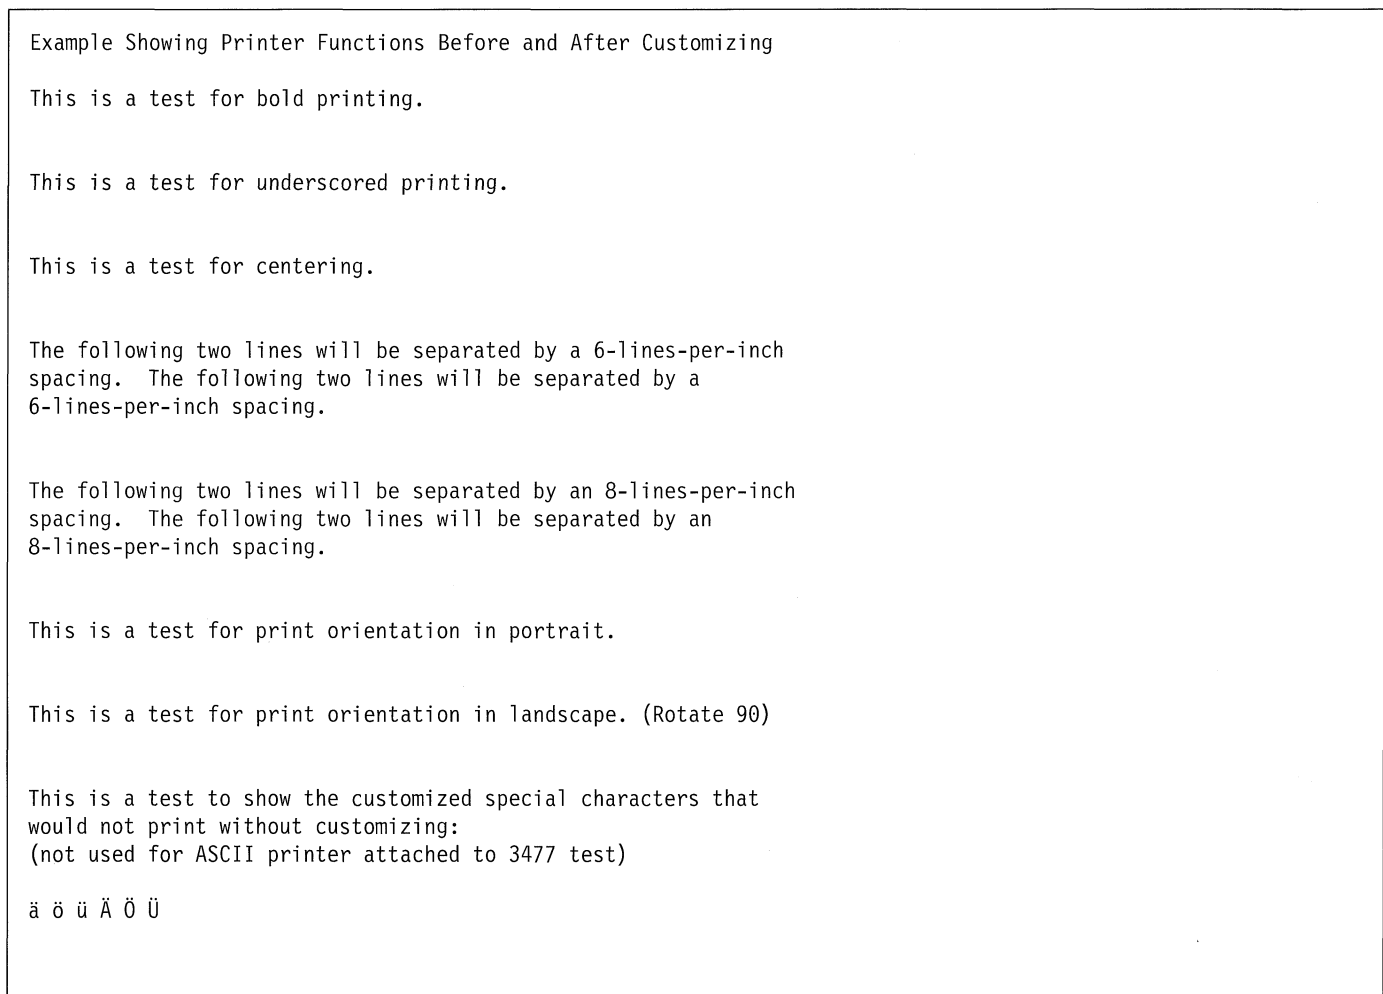 Example Showing Printer Functions Before and After Customizing
This is a test for bold printing.
This is a test for underscored printing.
This is a test for centering.
The following two lines will be separated by a 6-lines-per-inch
spacing.  The following two lines will be separated by a
6-lines-per-inch spacing.
The following two lines will be separated by an 8-lines-per-inch
spacing.  The following two lines will be separated by an
8-lines-per-inch spacing.
This is a test for print orientation in portrait.
This is a test for print orientation in landscape. (Rotate 90)
This is a test to show the customized special characters that
would not print without customizing:
(not used for ASCII printer attached to 3477 test)
ä ö ü Ä Ö Ü